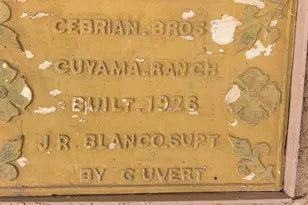 CEBRIAN BROS
CUYAMA RANCH
BUILT 1926
J R BLANCO.SUPT
BY G UVERT